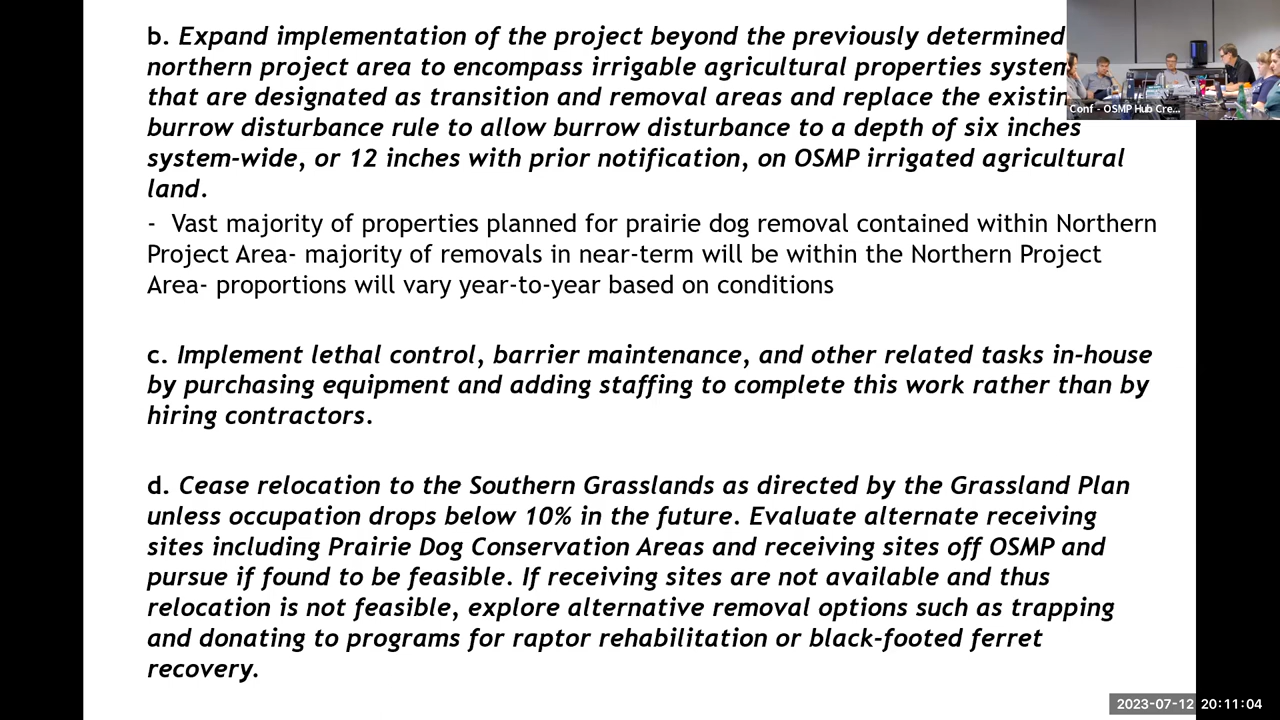 b. Expand implementation of the project beyond the previously determined
northern project area to encompass irrigable agricultural properties system
that are designated as transition and removal areas and replace the existin
burrow disturbance rule to allow burrow disturbance to a depth of six inches
system-wide, or 12 inches with prior notification, on OSMP irrigated agricultural
land.
- Vast majority of properties planned for prairie dog removal contained within Northern
Project Area- majority of removals in near-term will be within the Northern Project
Area- proportions will vary year-to-year based on conditions
c. Implement lethal control, barrier maintenance, and other related tasks in-house
by purchasing equipment and adding staffing to complete this work rather than by
hiring contractors.
d. Cease relocation to the Southern Grasslands as directed by the Grassland Plan
unless occupation drops below 10% in the future. Evaluate alternate receiving
sites including Prairie Dog Conservation Areas and receiving sites off OSMP and
pursue if found to be feasible. If receiving sites are not available and thus
relocation is not feasible, explore alternative removal options such as trapping
and donating to programs for raptor rehabilitation or black-footed ferret
recovery.
Conf - OSMP Hub Cre...
2023-07-12 20:11:04